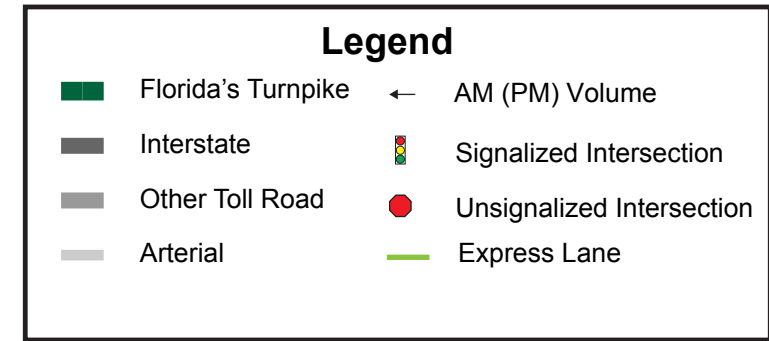 Legend
Florida's Turnpike
AM (PM) Volume
Interstate
Signalized Intersection
Other Toll Road
Unsignalized Intersection
Arterial
Express Lane